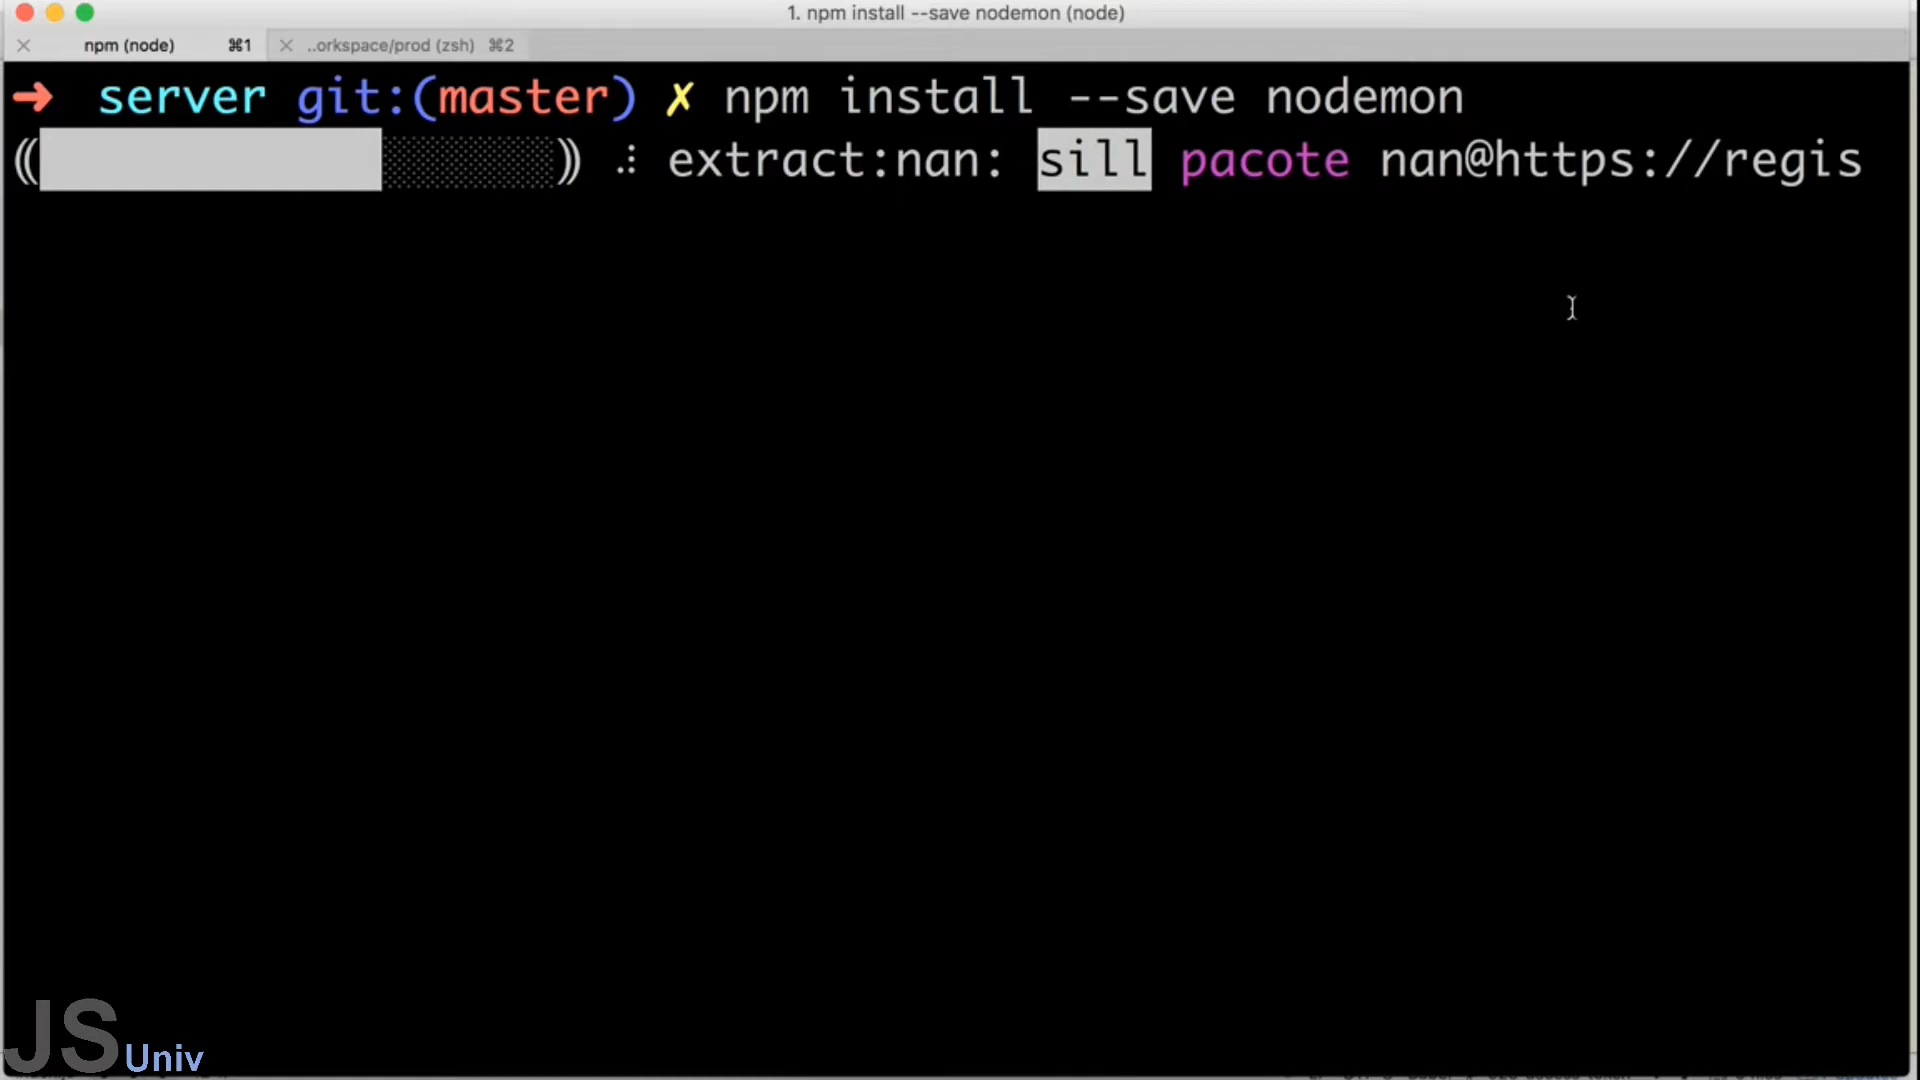 1. npm install --save nodemon (node)
npm (node) ⌘1 ..orkspace/prod (zsh) ⌘2
➜ server git:(master) ✗ npm install --save nodemon
extract:nan: sill pacote nan@https://regis
JS Univ